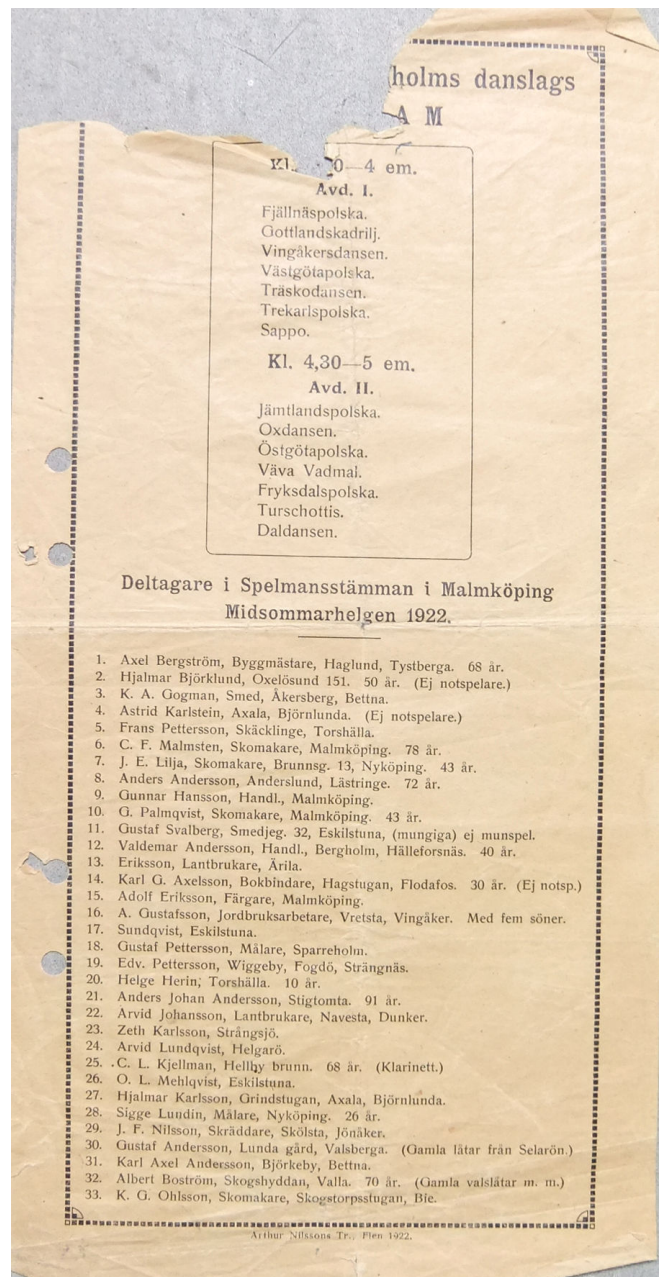 holms danslags
A M
Kl. 0—4 em.
Avd. I.
Fjällnäspolska.
Gottlandskadrilj.
Vingåkersdansen.
Västgötapolska.
Träskodansen.
Trekarlspolska.
Sappo.
Kl. 4,30—5 em.
Avd. II.
Jämtlandspolska.
Oxdansen.
Östgötapolska.
Väva Vadmal.
Fryksdalspolska.
Turschottis.
Daldansen.
Deltagare i Spelmansstämman i Malmköping
Midsommarhelgen 1922.
1. Axel Bergström, Byggmästare, Haglund, Tystberga. 68 år.
2. Hjalmar Björklund, Oxelösund 151. 50 år. (Ej notspelare.)
3. K. A. Gogman, Smed, Åkersberg, Bettna.
4. Astrid Karlstein, Axala, Björnlunda. (Ej notspelare.)
5. Frans Pettersson, Skäcklinge, Torshälla.
6. C. F. Malmsten, Skomakare, Malmköping. 78 år.
7. J. E. Lilja, Skomakare, Brunnsg. 13, Nyköping. 43 år.
8. Anders Andersson, Anderslund, Lästringe. 72 år.
9. Gunnar Hansson, Handl., Malmköping.
10. G. Palmqvist, Skomakare, Malmköping. 43 år.
11. Gustaf Svalberg, Smedjeg. 32, Eskilstuna, (mungiga) ej munspel.
12. Valdemar Andersson, Handl., Bergholm, Hälleforsnäs. 40 år.
13. Eriksson, Lantbrukare, Ärila.
14. Karl G. Axelsson, Bokbindare, Hagstugan, Flodafos. 30 år. (Ej notsp.)
15. Adolf Eriksson, Färgare, Malmköping.
16. A. Gustafsson, Jordbruksarbetare, Vretsta, Vingåker. Med fem söner.
17. Sundqvist, Eskilstuna.
18. Gustaf Pettersson, Målare, Sparreholm.
19. Edv. Pettersson, Wiggeby, Fogdö, Strängnäs.
20. Helge Herin, Torshälla. 10 år.
21. Anders Johan Andersson, Stigtomta. 91 år.
22. Arvid Johansson, Lantbrukare, Navesta, Dunker.
23. Zeth Karlsson, Strångsjö.
24. Arvid Lundqvist, Helgarö.
25. C. L. Kjellman, Hellby brunn. 68 år. (Klarinett.)
26. O. L. Mehlqvist, Eskilstuna.
27. Hjalmar Karlsson, Grindstugan, Axala, Björnlunda.
28. Sigge Lundin, Målare, Nyköping. 26 år.
29. J. F. Nilsson, Skräddare, Skölsta, Jönåker.
30. Gustaf Andersson, Lunda gård, Valsberga. (Gamla låtar från Selarön.)
31. Karl Axel Andersson, Björkeby, Bettna.
32. Albert Boström, Skogshyddan, Valla. 70 år. (Gamla valslåtar m. m.)
33. K. G. Ohlsson, Skomakare, Skogstorpsstugan, Bie.
Arthur Nilssons Tr., Flen 1922.